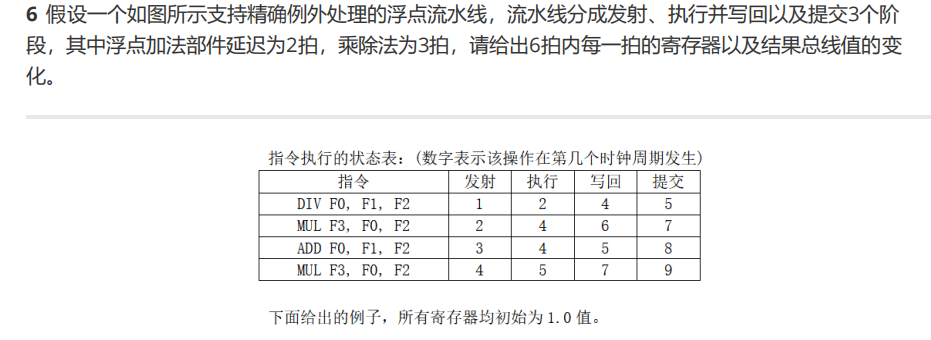 6 假设一个如图所示支持精确例外处理的浮点流水线，流水线分成发射、执行并写回以及提交3个阶
段，其中浮点加法部件延迟为2拍，乘除法为3拍，请给出6拍内每一拍的寄存器以及结果总线值的变
化。
指令执行的状态表：(数字表示该操作在第几个时钟周期发生)
指令 发射 执行 写回 提交
DIV F0, F1, F2 1 2 4 5
MUL F3, F0, F2 2 4 6 7
ADD F0, F1, F2 3 4 5 8
MUL F3, F0, F2 4 5 7 9
下面给出的例子，所有寄存器均初始为1.0值。